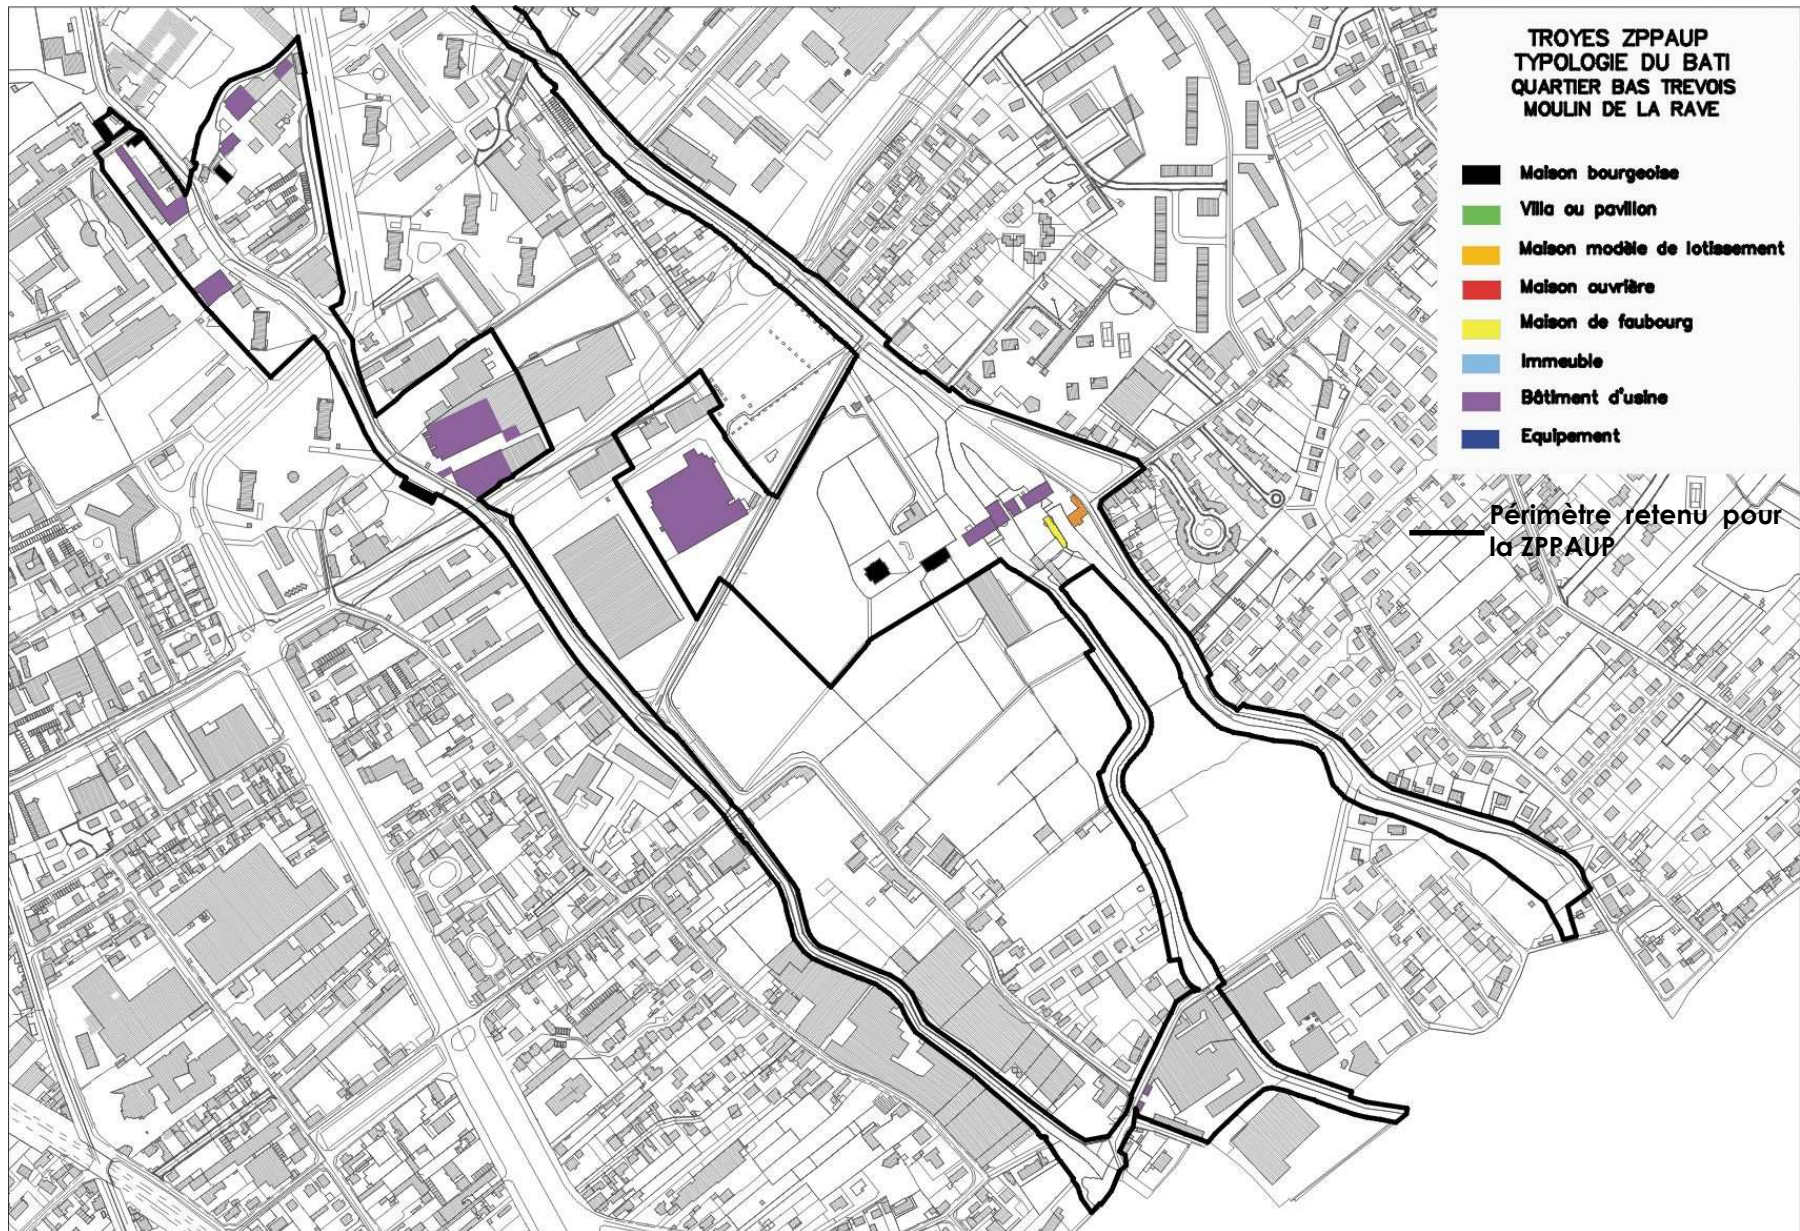 TROYES ZPPAUP
TYPOLOGIE DU BATI
QUARTIER BAS TREVOIS
MOULIN DE LA RAVE
Maison bourgeoise
Villa ou pavillon
Maison modèle de lotissement
Maison ouvrière
Maison de faubourg
Immeuble
Bâtiment d'usine
Equipement
Périmètre retenu pour
la ZPPAUP